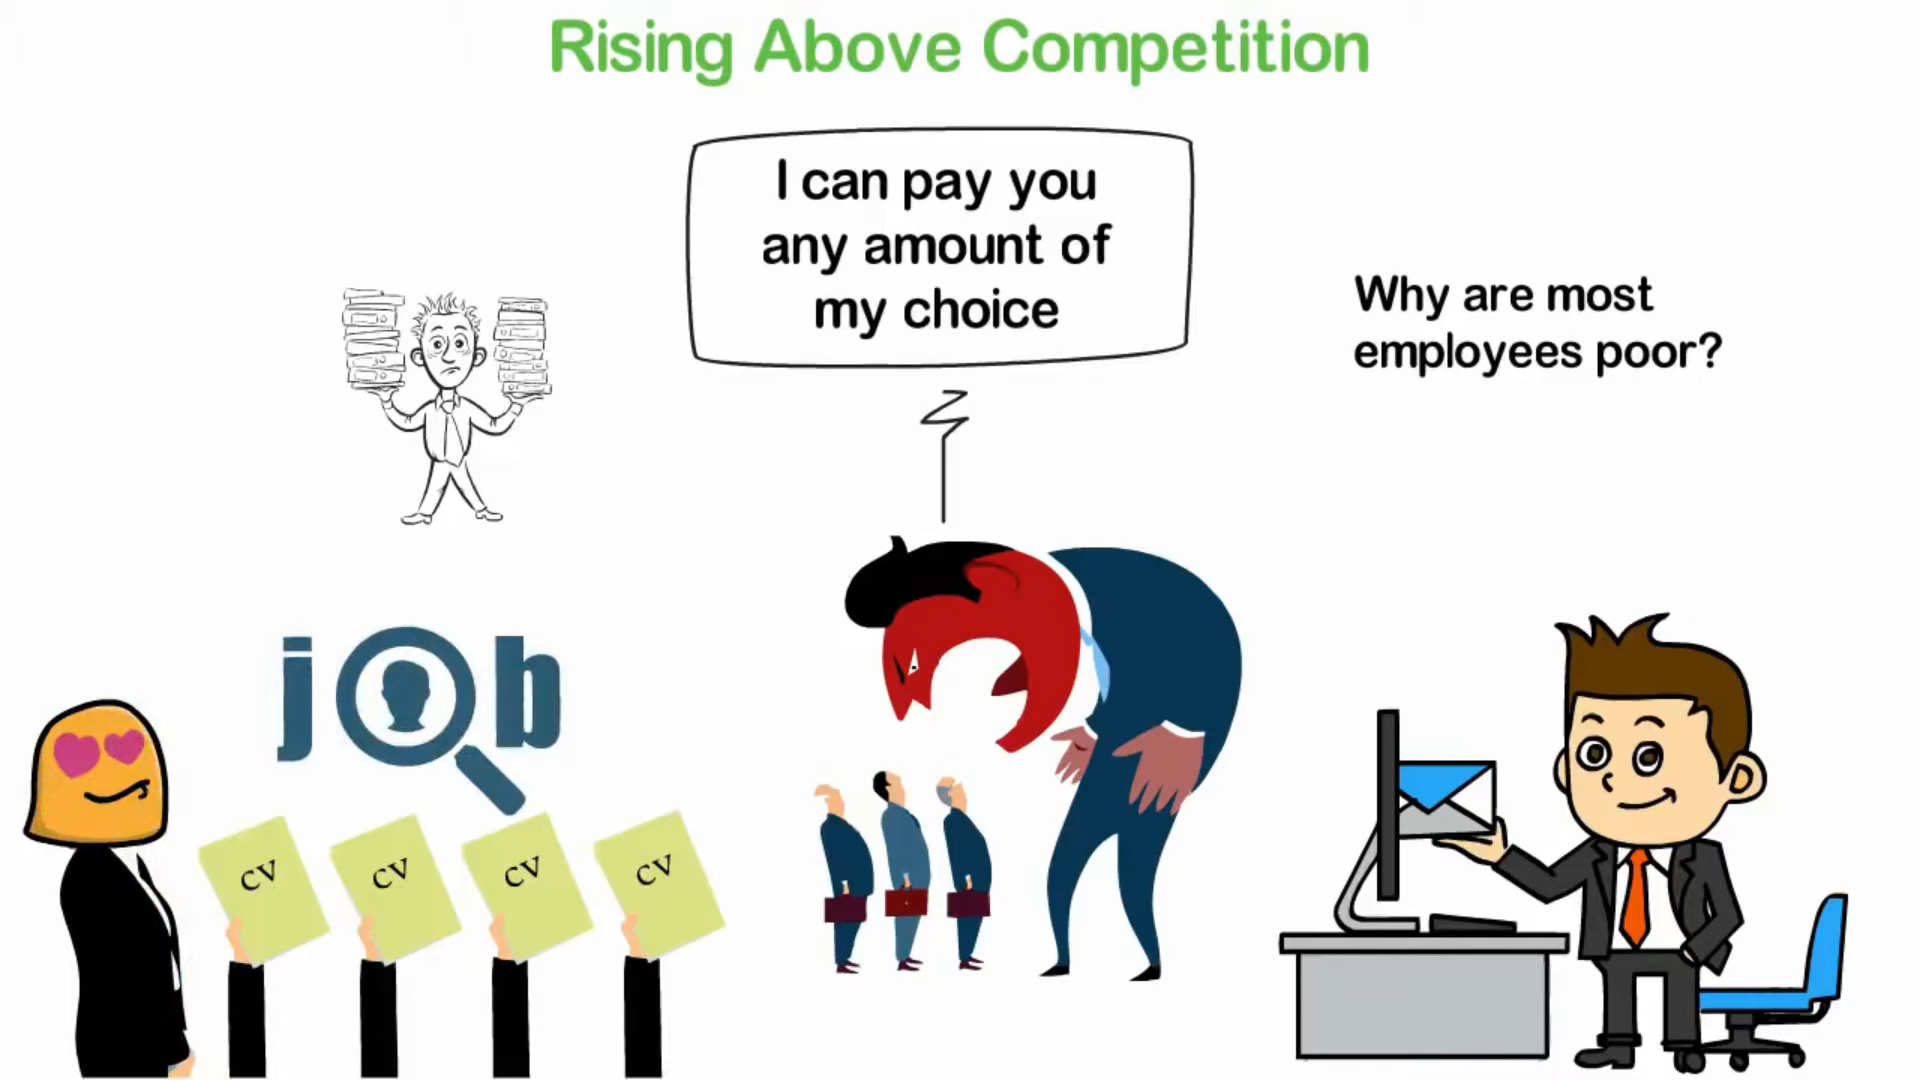 Rising Above Competition
I can pay you
any amount of
my choice
Why are most
employees poor?
job
CV
CV
CV
CV